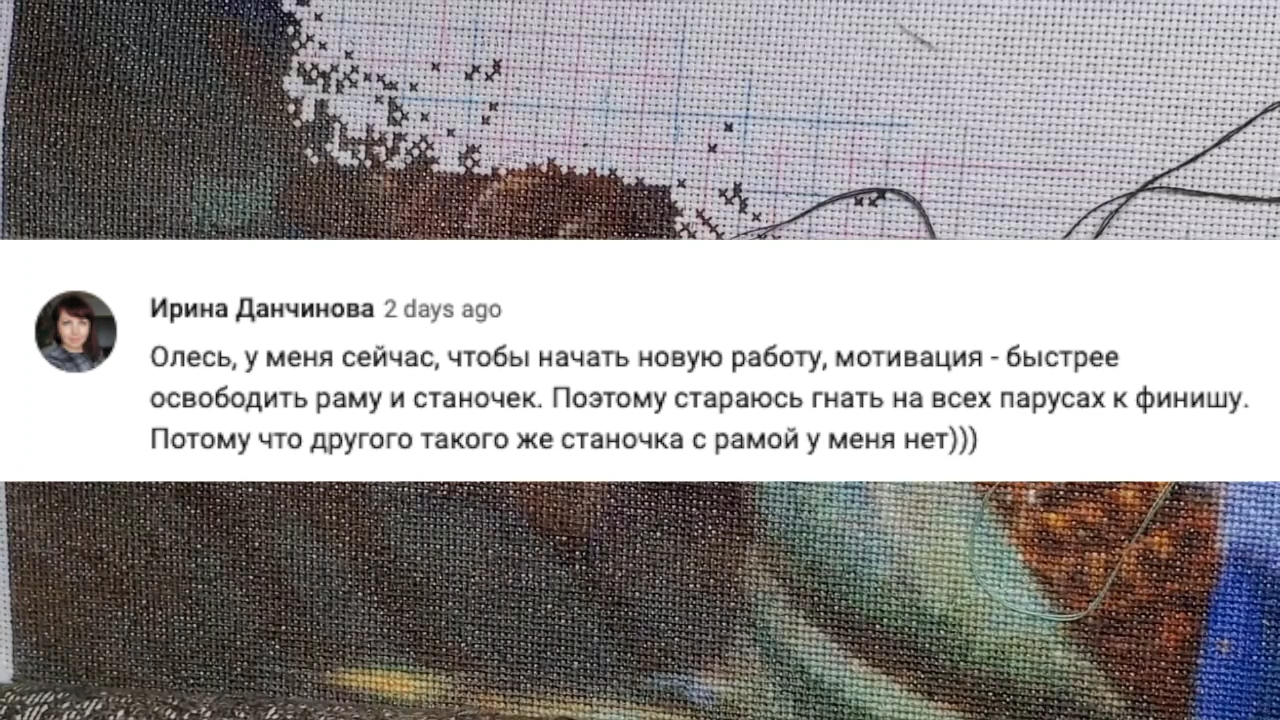 Ирина Данчинова 2 days ago
Олесь, у меня сейчас, чтобы начать новую работу, мотивация - быстрее
освободить раму и станочек. Поэтому стараюсь гнать на всех парусах к финишу.
Потому что другого такого же станочка с рамой у меня нет)))